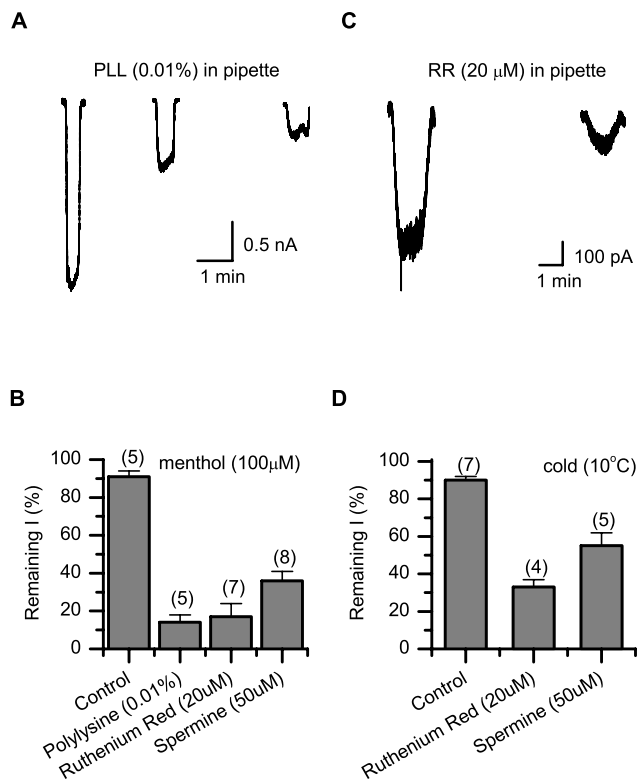 A
PLL (0.01%) in pipette
0.5 nA
1 min
C
RR (20 μM) in pipette
100 pA
1 min
B
menthol (100μM)
Remaining I (%)
100
80
60
40
20
0
(5)
(5)
(7)
(8)
Control
Polylysine (0.01%)
Ruthenium Red (20uM)
Spermine (50uM)
D
cold (10°C)
Remaining I (%)
100
80
60
40
20
0
(7)
(4)
(5)
Control
Ruthenium Red (20uM)
Spermine (50uM)